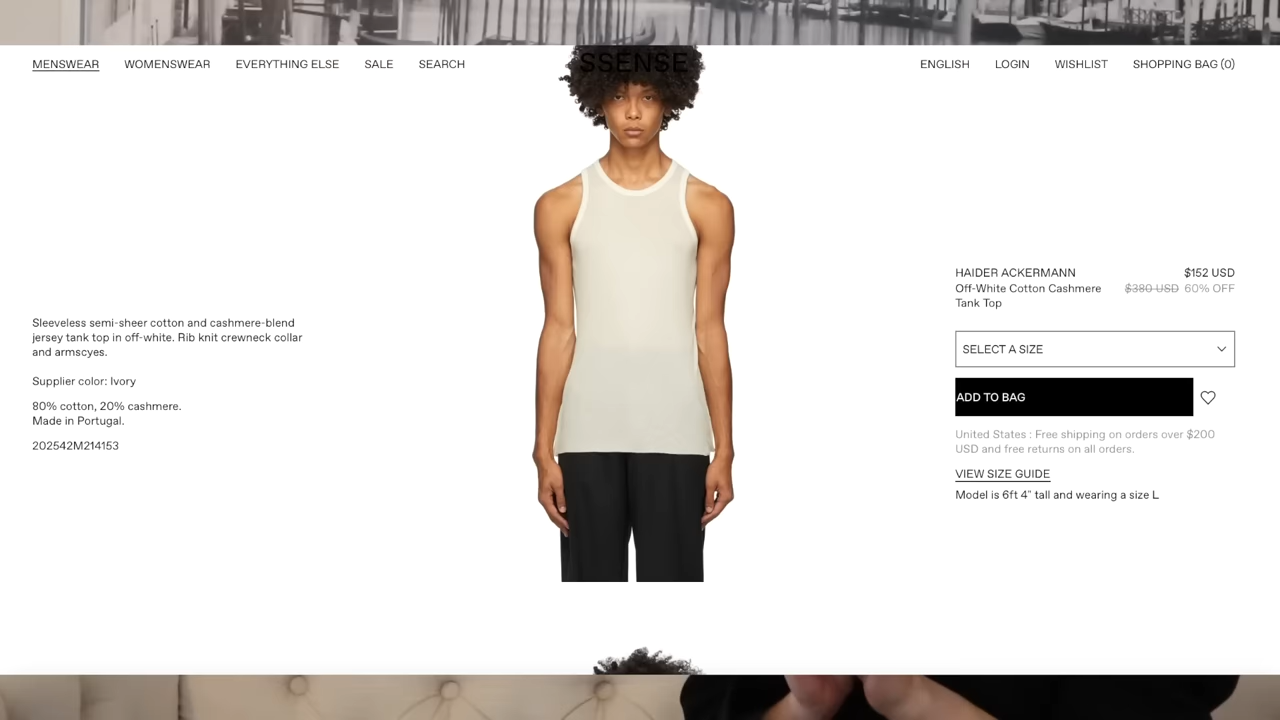 MENSWEAR WOMENSWEAR EVERYTHING ELSE SALE SEARCH SSENSE ENGLISH LOGIN WISHLIST SHOPPING BAG (0)
Sleeveless semi-sheer cotton and cashmere-blend
jersey tank top in off-white. Rib knit crewneck collar
and armscyes.
Supplier color: Ivory
80% cotton, 20% cashmere.
Made in Portugal.
202542M214153
HAIDER ACKERMANN $152 USD
Off-White Cotton Cashmere $380 USD 60% OFF
Tank Top
SELECT A SIZE
ADD TO BAG
United States : Free shipping on orders over $200
USD and free returns on all orders.
VIEW SIZE GUIDE
Model is 6ft 4" tall and wearing a size L